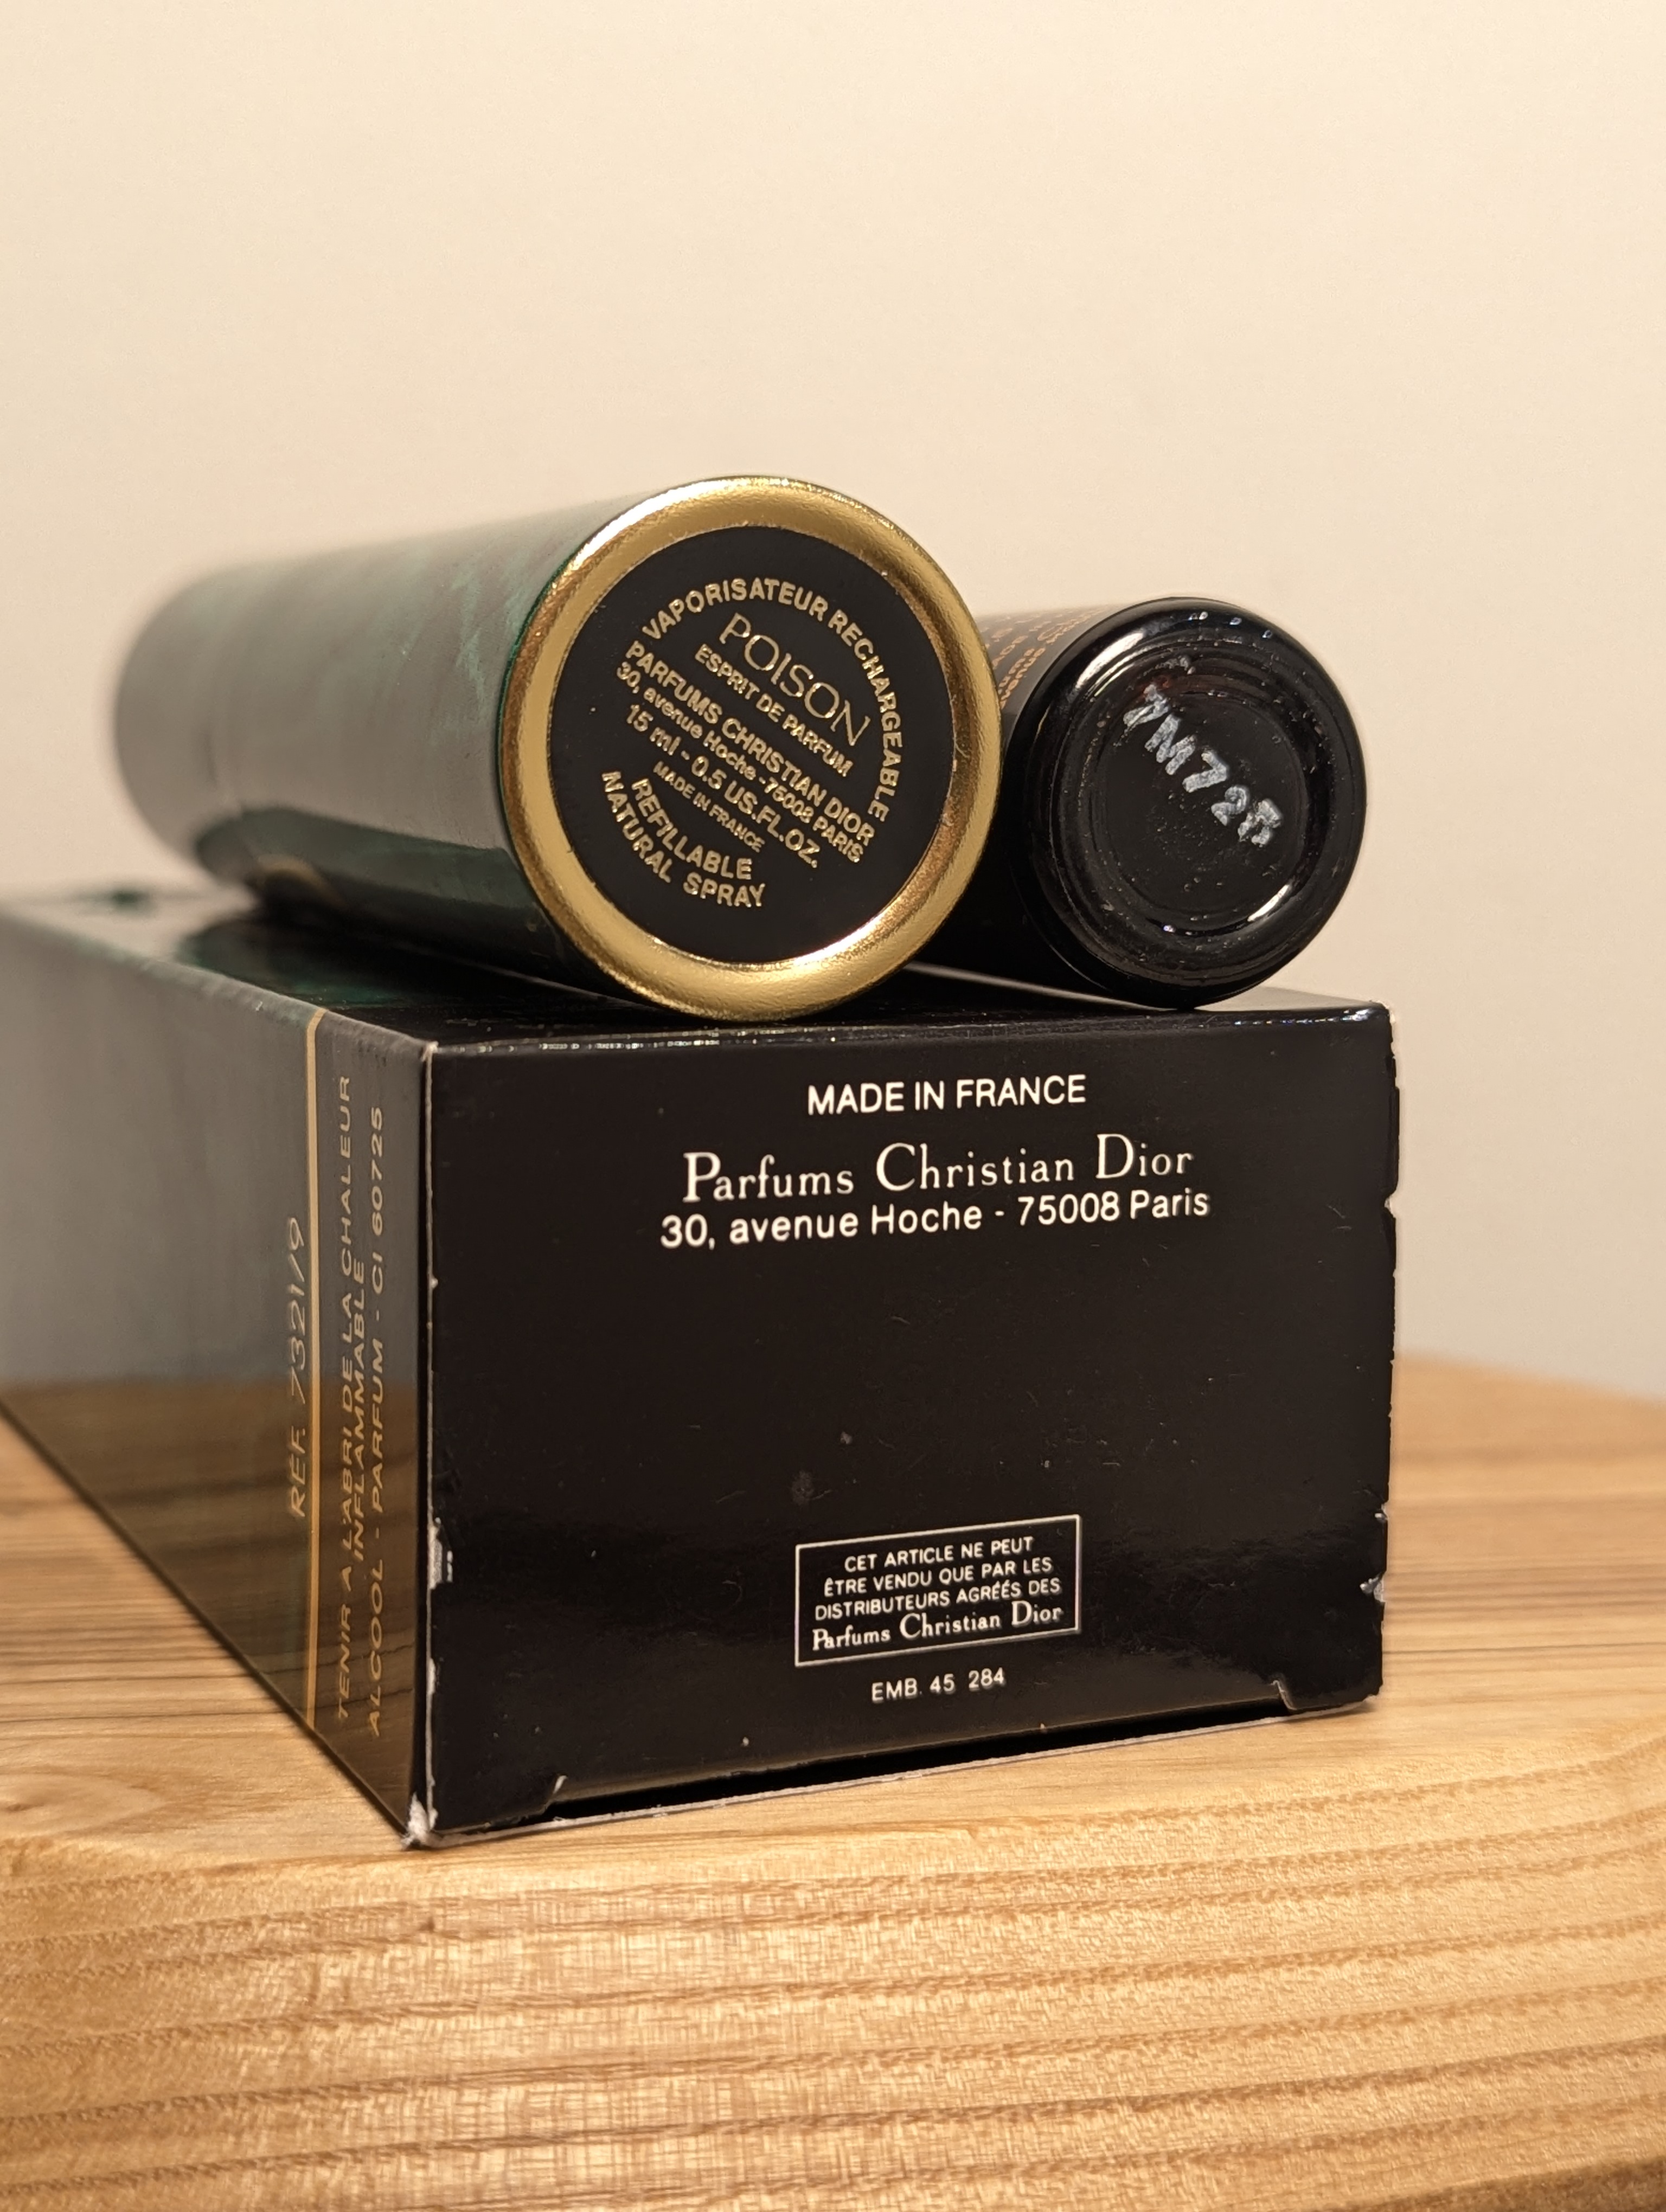 VAPORISATEUR RECHARGEABLE
POISON
ESPRIT DE PARFUM
PARFUMS CHRISTIAN DIOR
30, avenue Hoche - 75008 PARIS
15 ml - 0.5 US.FL.OZ.
MADE IN FRANCE
REFILLABLE
NATURAL SPRAY
MADE IN FRANCE
Parfums Christian Dior
30, avenue Hoche - 75008 Paris
CET ARTICLE NE PEUT
ÊTRE VENDU QUE PAR LES
DISTRIBUTEURS AGRÉÉS DES
Parfums Christian Dior
EMB. 45 284
REF. 7321/9
TENIR A L'ABRI DE LA CHALEUR
INFLAMMABLE
ALCOOL - PARFUM - CI 60725